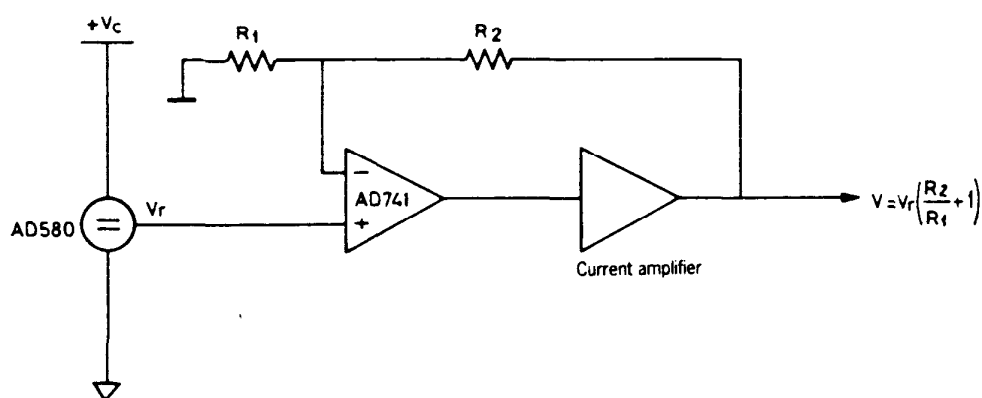 +Vc
R1
R2
AD580
Vr
−
AD741
+
Current amplifier
V=Vr(R2/R1+1)